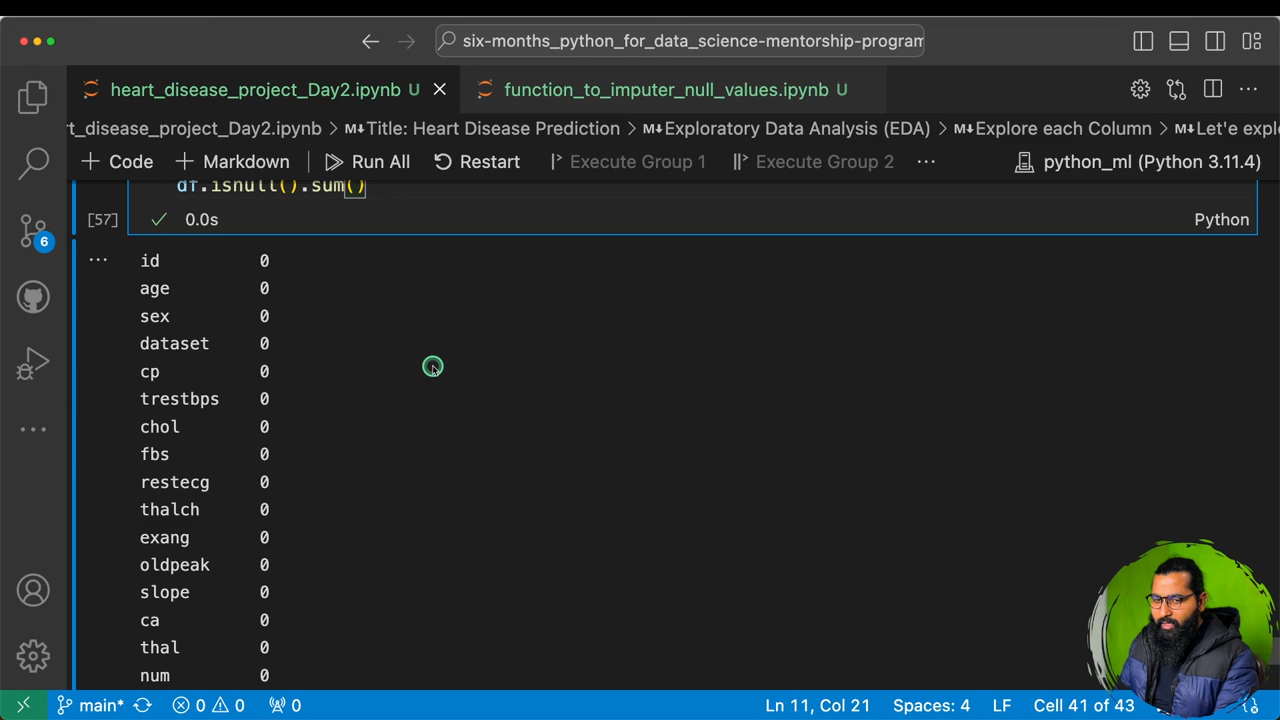 six-months_python_for_data_science-mentorship-program
heart_disease_project_Day2.ipynb U
function_to_imputer_null_values.ipynb U
rt_disease_project_Day2.ipynb > M↓Title: Heart Disease Prediction > M↓Exploratory Data Analysis (EDA) > M↓Explore each Column > M↓Let's expl
+ Code + Markdown Run All Restart Execute Group 1 Execute Group 2 ... python_ml (Python 3.11.4)
df.isnull().sum()
[57] 0.0s Python
id 0
age 0
sex 0
dataset 0
cp 0
trestbps 0
chol 0
fbs 0
restecg 0
thalch 0
exang 0
oldpeak 0
slope 0
ca 0
thal 0
num 0
6
main* 0 0 0 Ln 11, Col 21 Spaces: 4 LF Cell 41 of 43